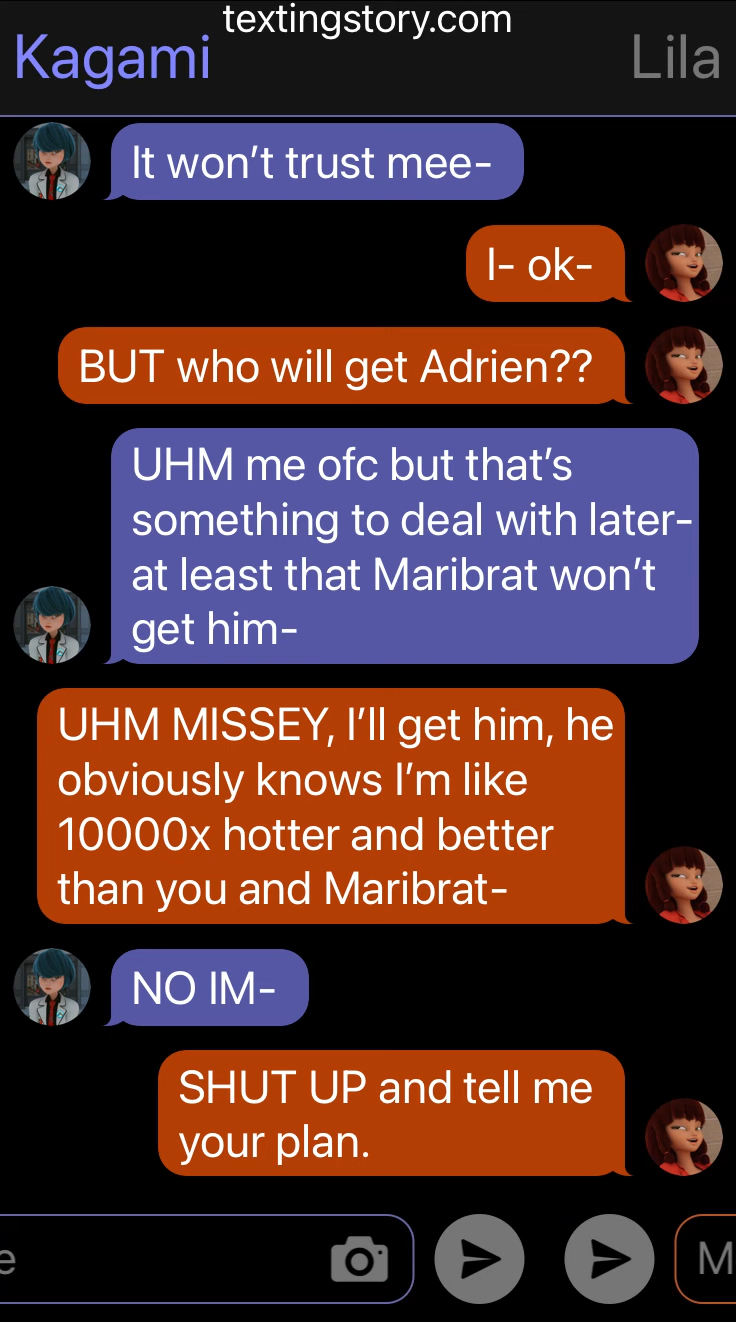 textingstory.com
Kagami
Lila
It won't trust mee-
I- ok-
BUT who will get Adrien??
UHM me ofc but that's
something to deal with later-
at least that Maribrat won't
get him-
UHM MISSEY, I'll get him, he
obviously knows I'm like
10000x hotter and better
than you and Maribrat-
NO IM-
SHUT UP and tell me
your plan.
e
M